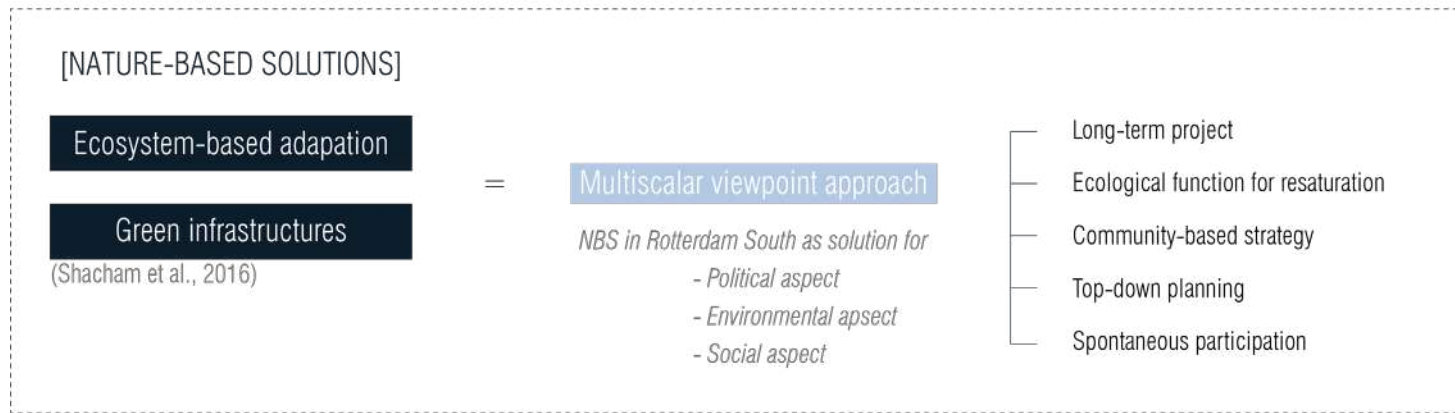 [NATURE-BASED SOLUTIONS]
Ecosystem-based adapation
Green infrastructures
(Shacham et al., 2016)
=
Multiscalar viewpoint approach
NBS in Rotterdam South as solution for
- Political aspect
- Environmental apsect
- Social aspect
Long-term project
Ecological function for resaturation
Community-based strategy
Top-down planning
Spontaneous participation